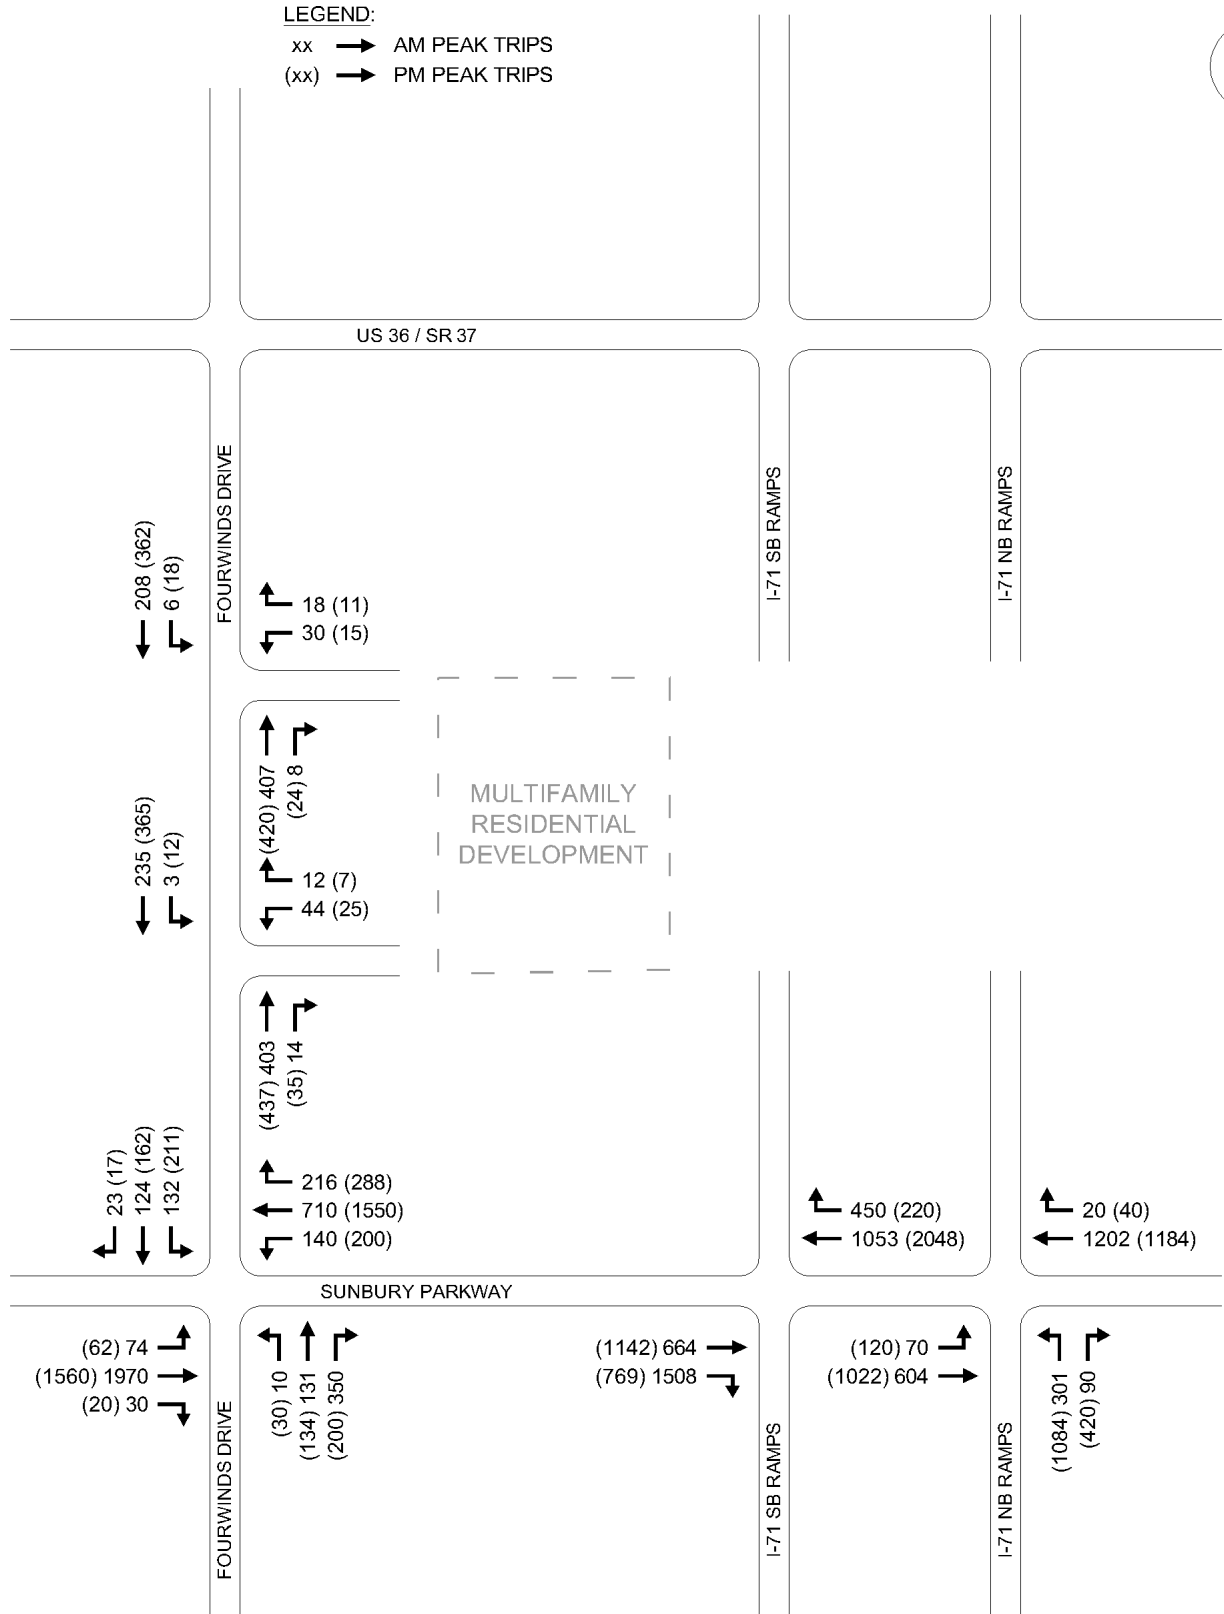 LEGEND:
xx AM PEAK TRIPS
(xx) PM PEAK TRIPS
US 36 / SR 37
FOURWINDS DRIVE
I-71 SB RAMPS
I-71 NB RAMPS
208 (362)
6 (18)
18 (11)
30 (15)
(420) 407
(24) 8
MULTIFAMILY
RESIDENTIAL
DEVELOPMENT
235 (365)
3 (12)
12 (7)
44 (25)
(437) 403
(35) 14
23 (17)
124 (162)
132 (211)
216 (288)
710 (1550)
140 (200)
450 (220)
1053 (2048)
20 (40)
1202 (1184)
SUNBURY PARKWAY
(62) 74
(1560) 1970
(20) 30
(30) 10
(134) 131
(200) 350
(1142) 664
(769) 1508
(120) 70
(1022) 604
(1084) 301
(420) 90
FOURWINDS DRIVE
I-71 SB RAMPS
I-71 NB RAMPS